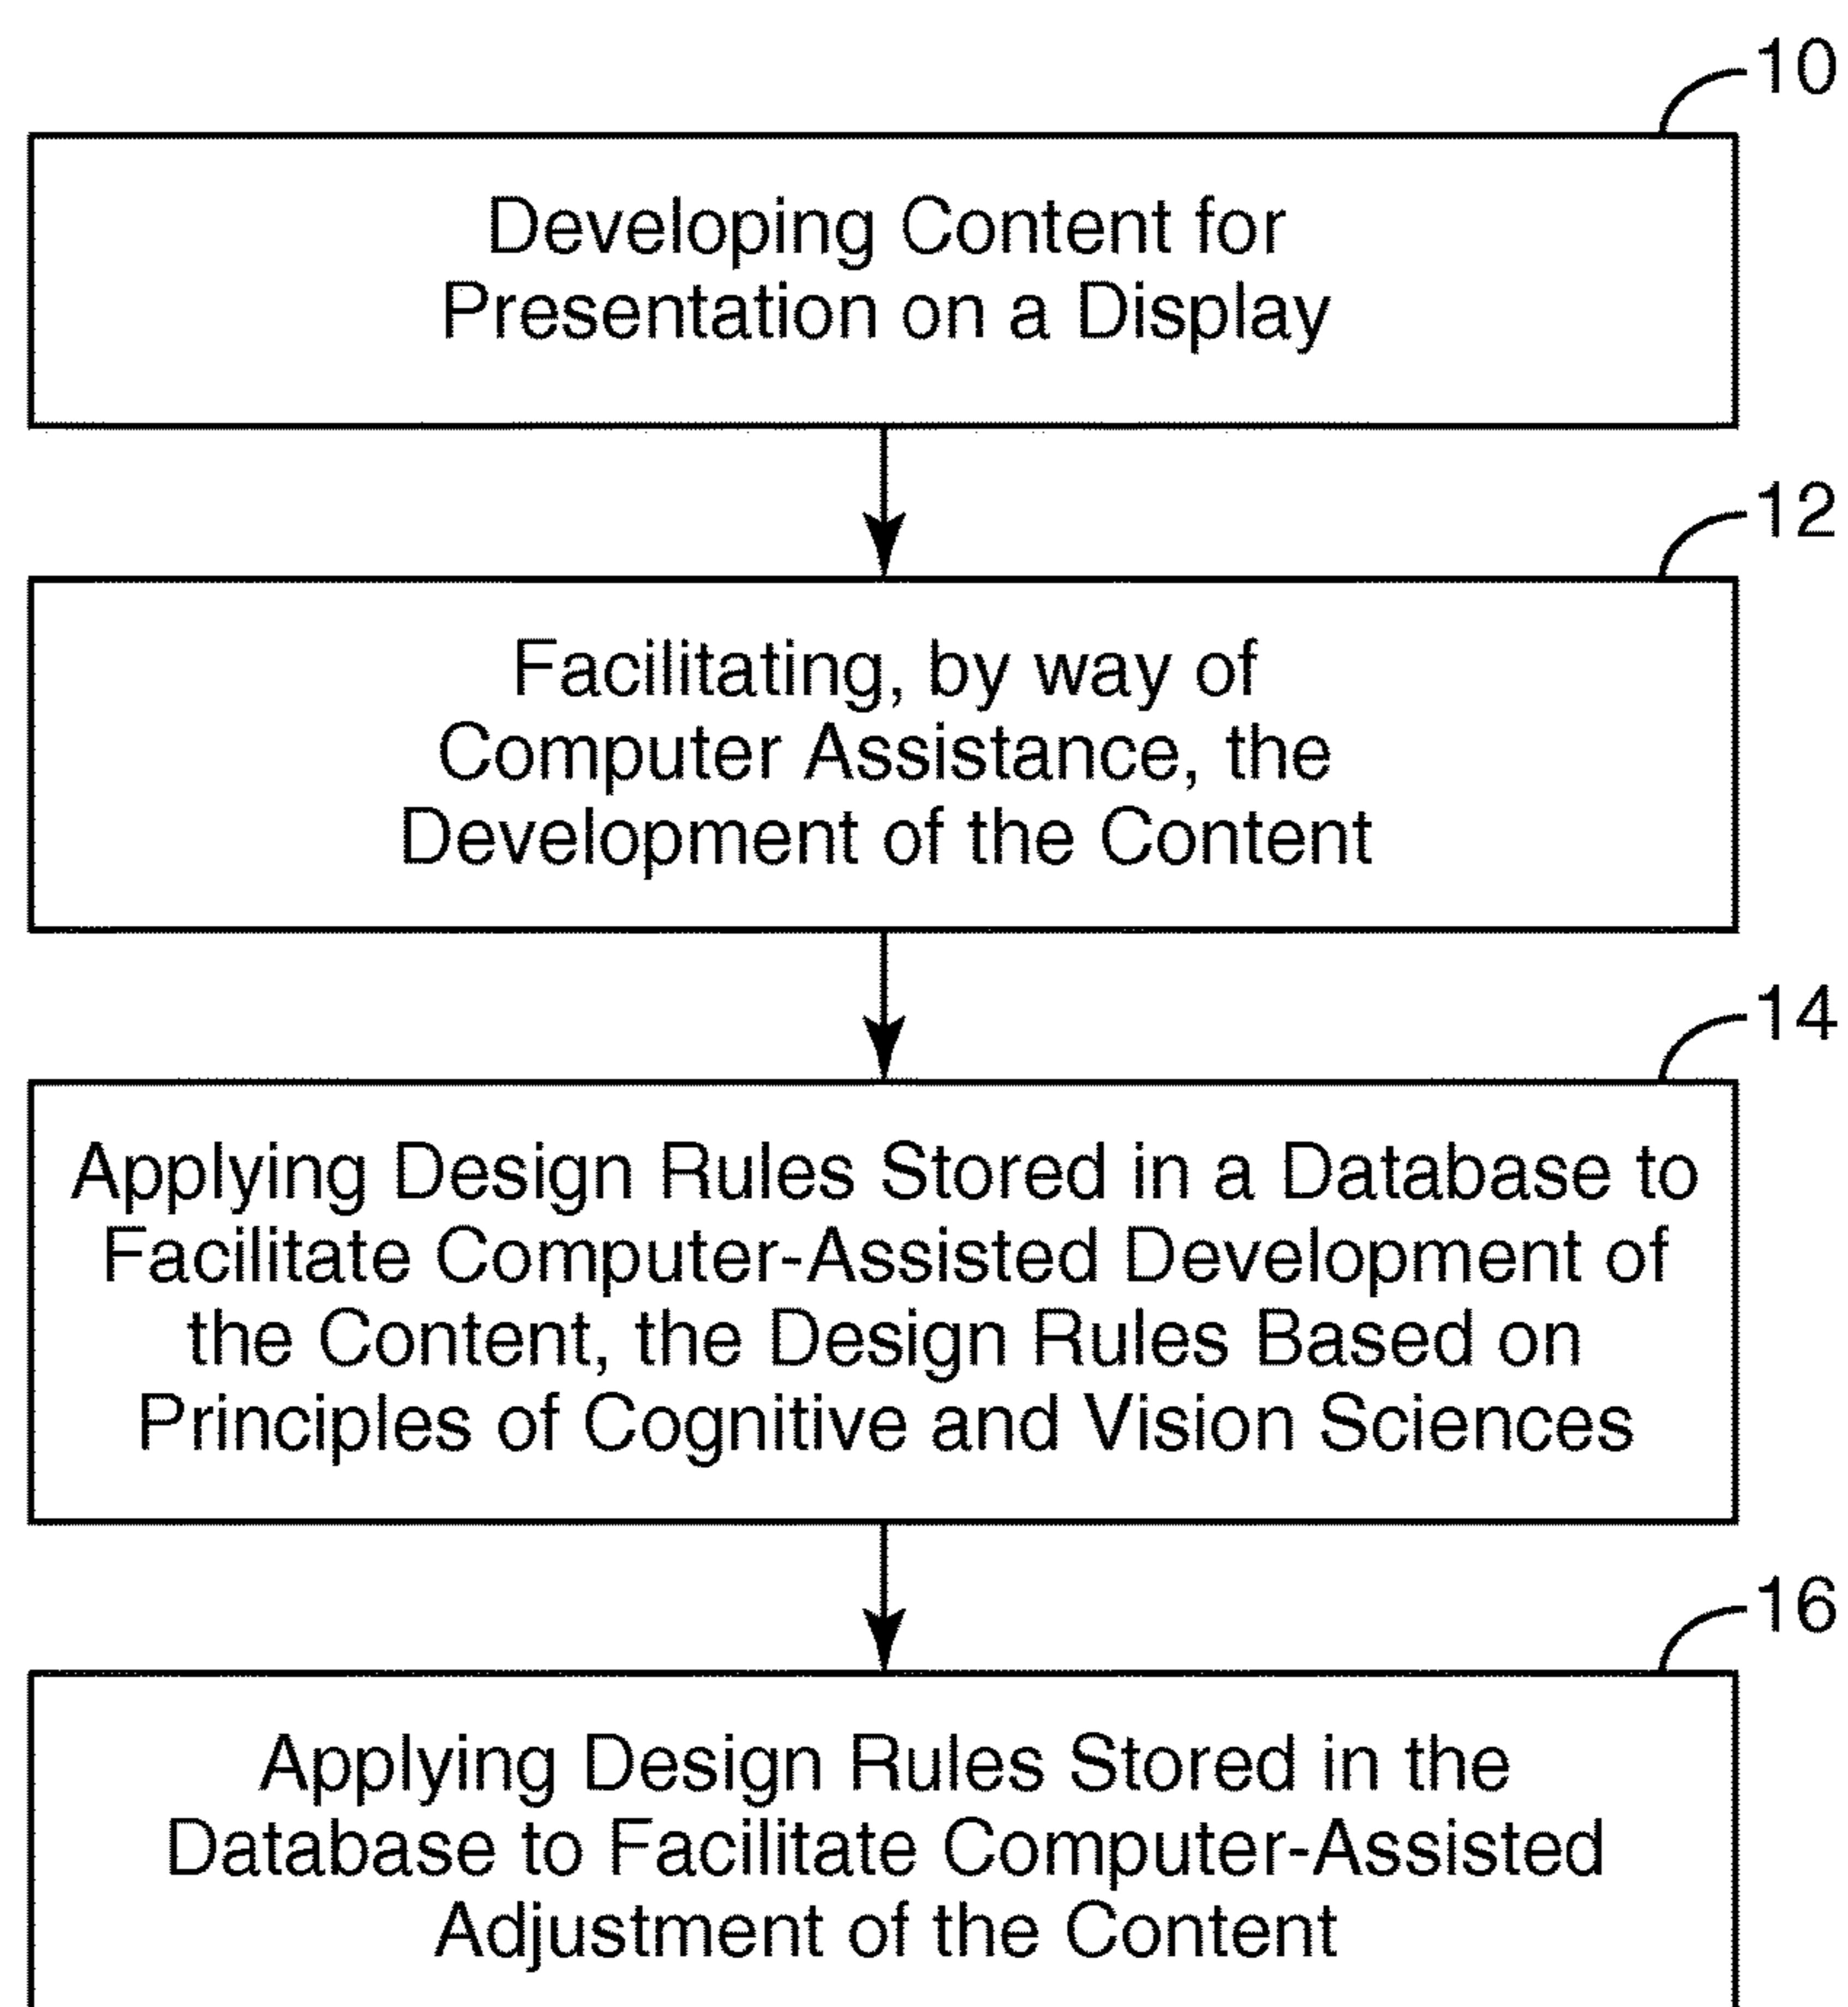 10
Developing Content for
Presentation on a Display
12
Facilitating, by way of
Computer Assistance, the
Development of the Content
14
Applying Design Rules Stored in a Database to
Facilitate Computer-Assisted Development of
the Content, the Design Rules Based on
Principles of Cognitive and Vision Sciences
16
Applying Design Rules Stored in the
Database to Facilitate Computer-Assisted
Adjustment of the Content